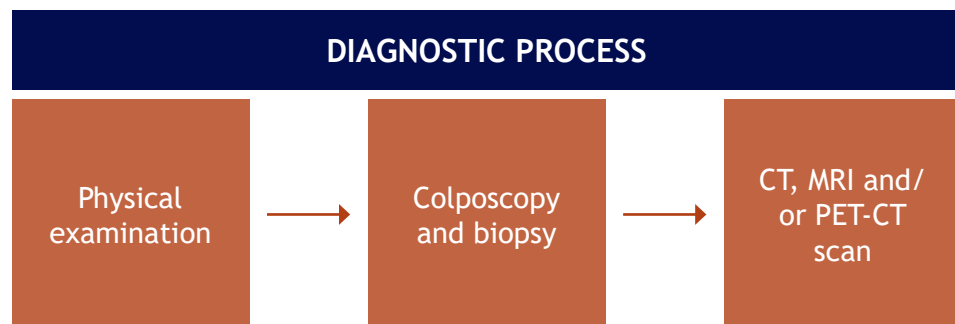 DIAGNOSTIC PROCESS
Physical
examination
Colposcopy
and biopsy
CT, MRI and/
or PET-CT
scan